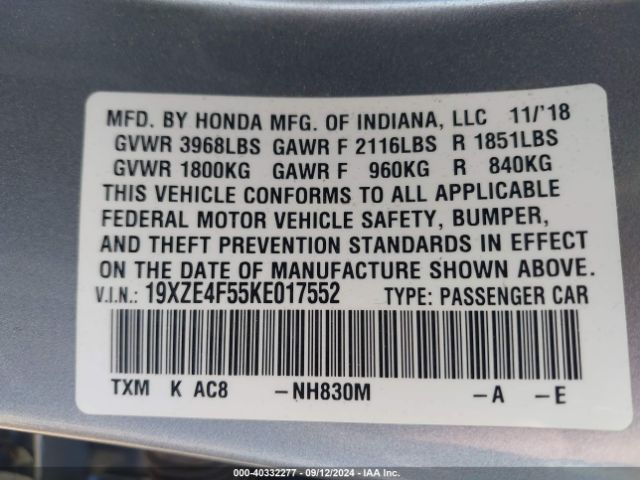 MFD. BY HONDA MFG. OF INDIANA, LLC 11/'18
GVWR 3968LBS GAWR F 2116LBS R 1851LBS
GVWR 1800KG GAWR F 960KG R 840KG
THIS VEHICLE CONFORMS TO ALL APPLICABLE
FEDERAL MOTOR VEHICLE SAFETY, BUMPER,
AND THEFT PREVENTION STANDARDS IN EFFECT
ON THE DATE OF MANUFACTURE SHOWN ABOVE.
V.I.N.: 19XZE4F55KE017552 TYPE: PASSENGER CAR
TXM K AC8 -NH830M -A -E
000-40332277 - 09/12/2024 - IAA Inc.